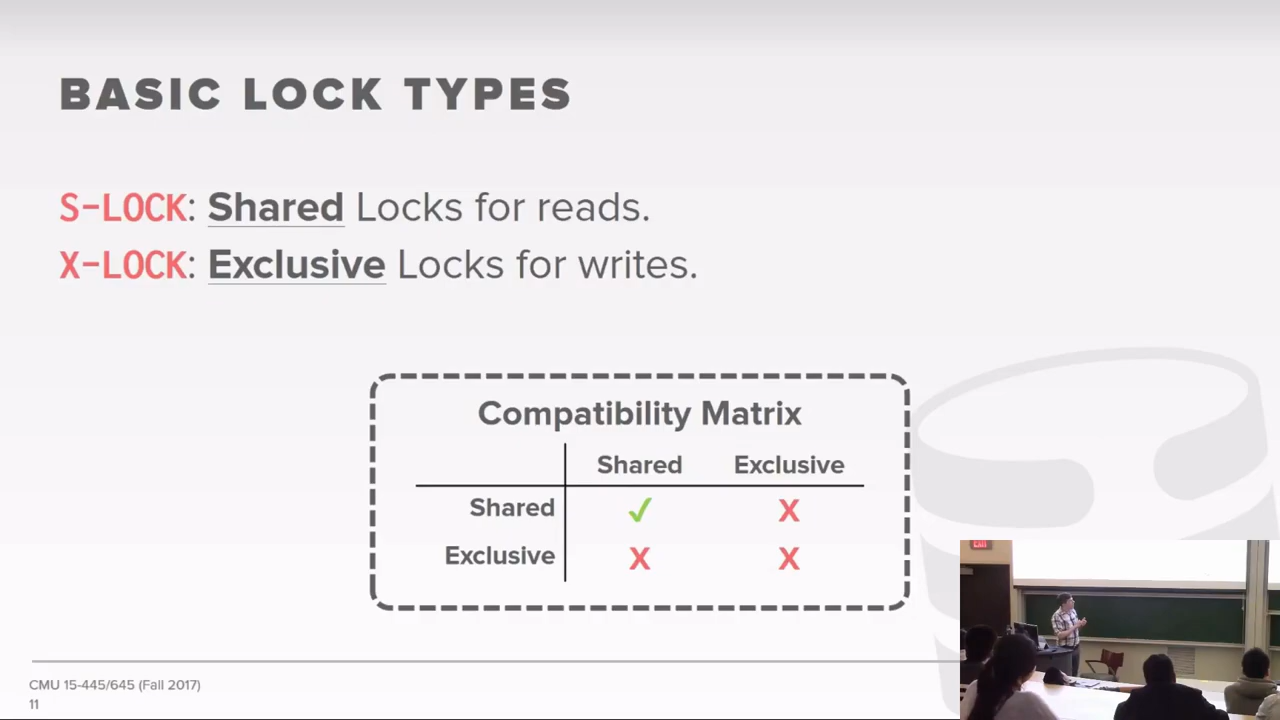 BASIC LOCK TYPES
S-LOCK: Shared Locks for reads.
X-LOCK: Exclusive Locks for writes.
Compatibility Matrix
Shared Exclusive
Shared ✓ X
Exclusive X X
CMU 15-445/645 (Fall 2017)
11
EXIT